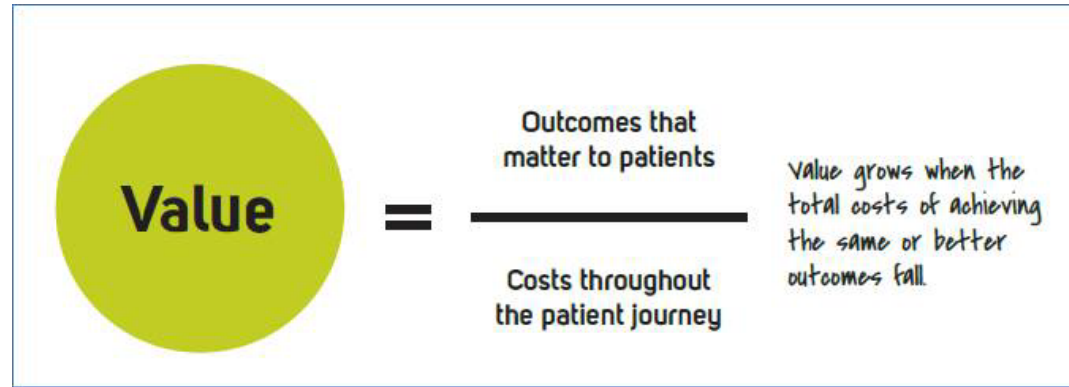 Value
=
Outcomes that
matter to patients
Costs throughout
the patient journey
Value grows when the
total costs of achieving
the same or better
outcomes fall.